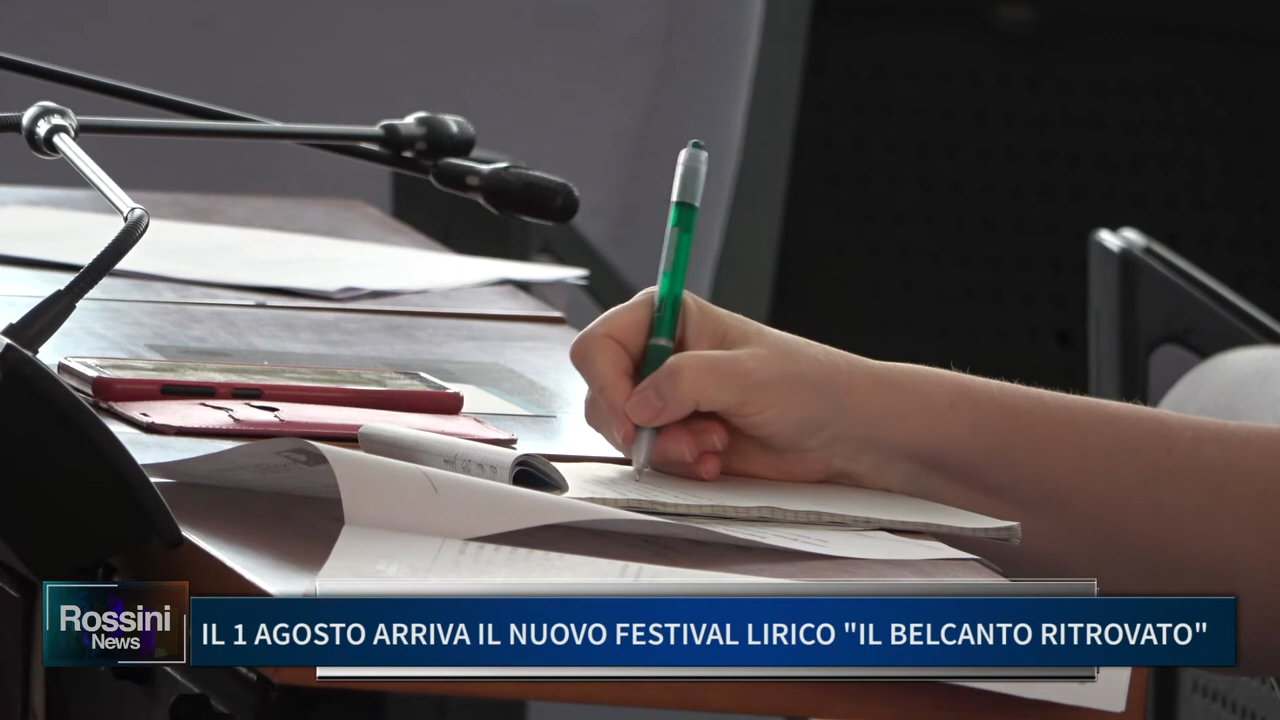 Rossini
News
IL 1 AGOSTO ARRIVA IL NUOVO FESTIVAL LIRICO "IL BELCANTO RITROVATO"